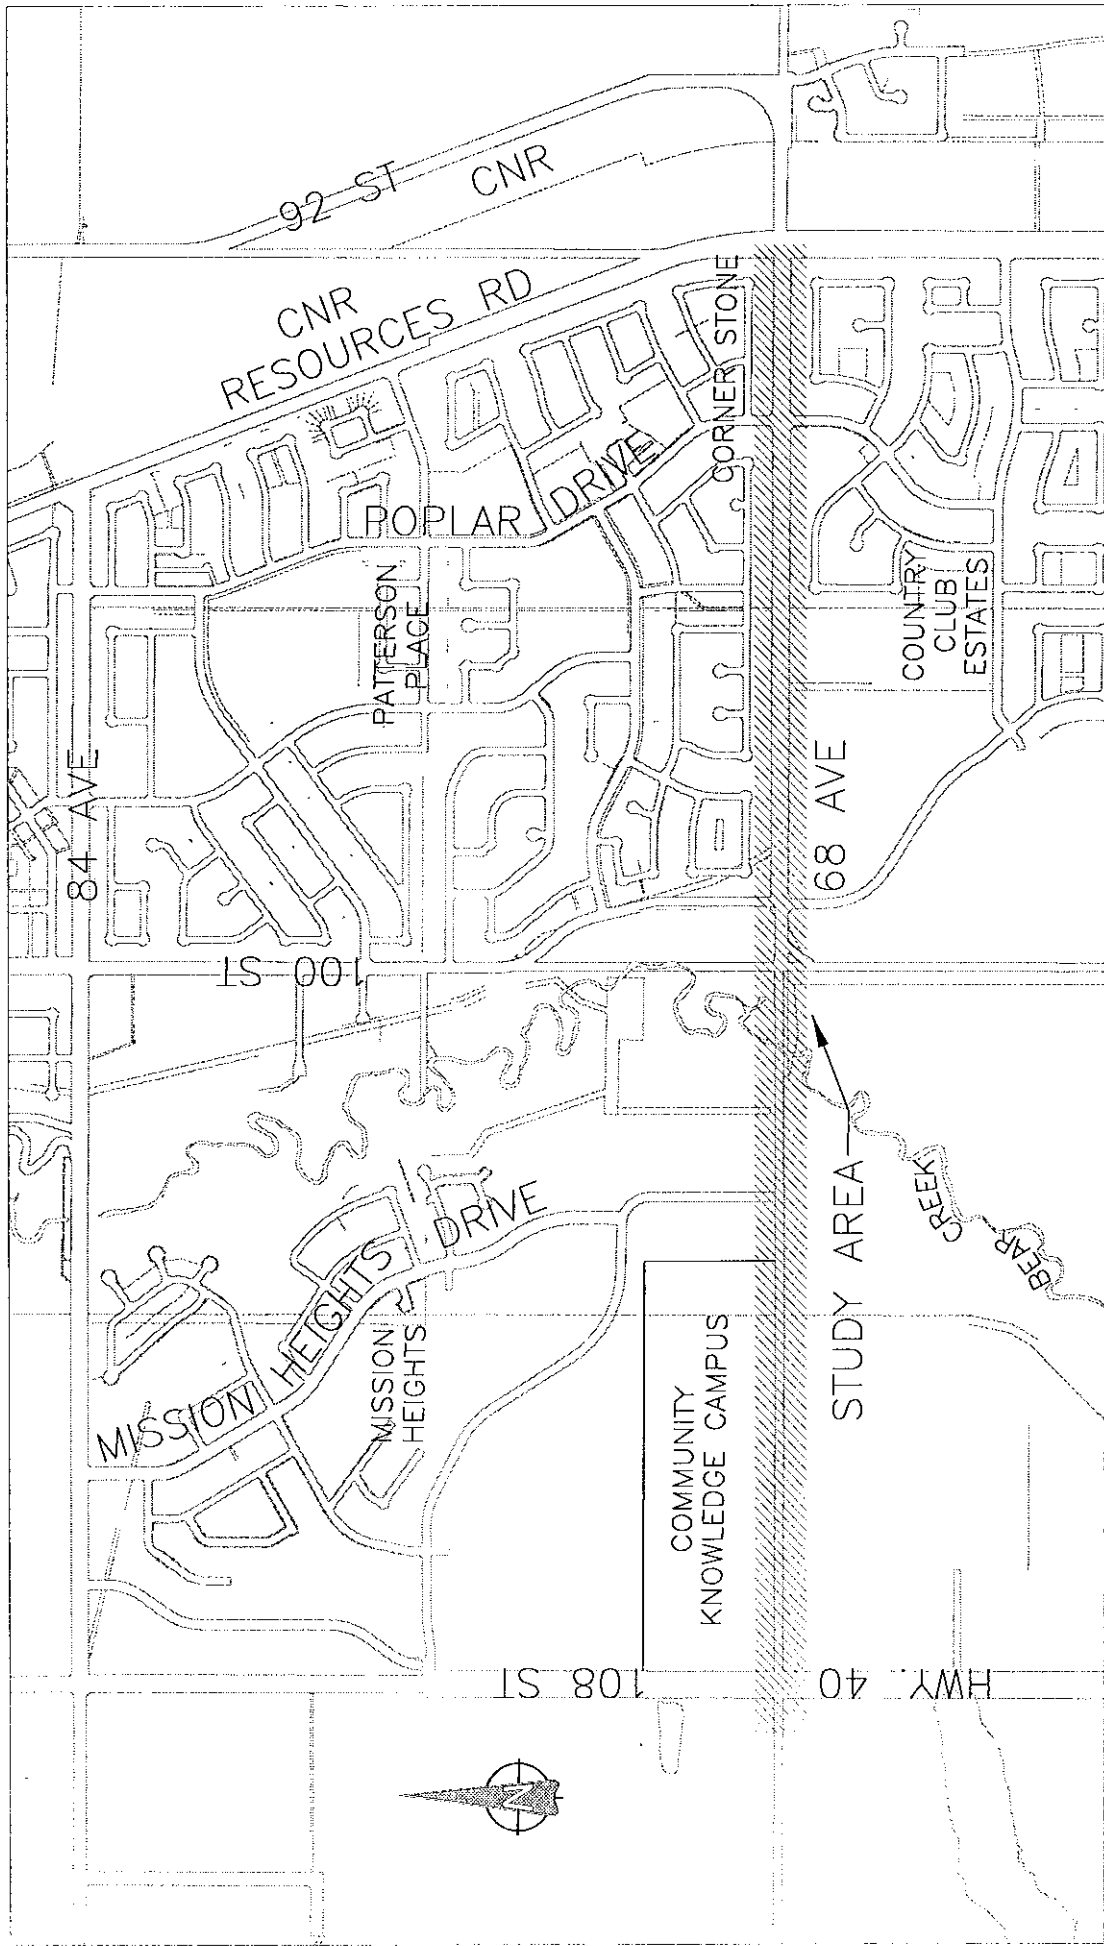 92 ST
CNR
CNR
RESOURCES RD
CORNER STONE
POPLAR DRIVE
PATTERSON
PLACE
COUNTRY
CLUB
ESTATES
84 AVE
68 AVE
100 ST
MISSION HEIGHTS DRIVE
MISSION
HEIGHTS
STUDY AREA
BEAR CREEK
COMMUNITY
KNOWLEDGE CAMPUS
108 ST
HWY. 40
N